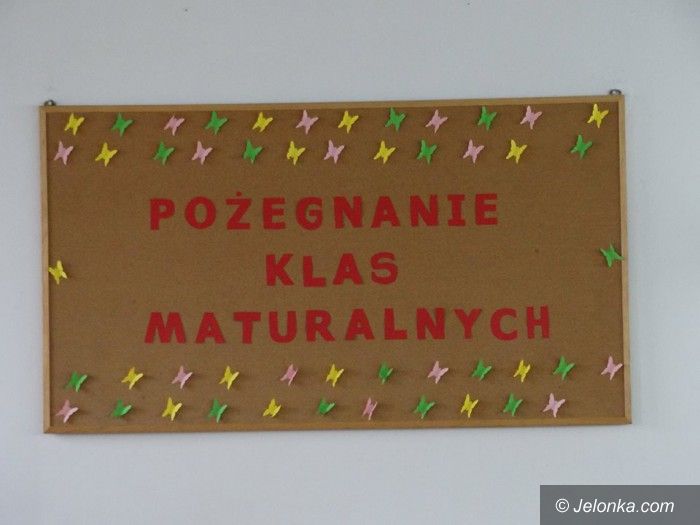 POŻEGNANIE
KLAS
MATURALNYCH
© Jelonka.com